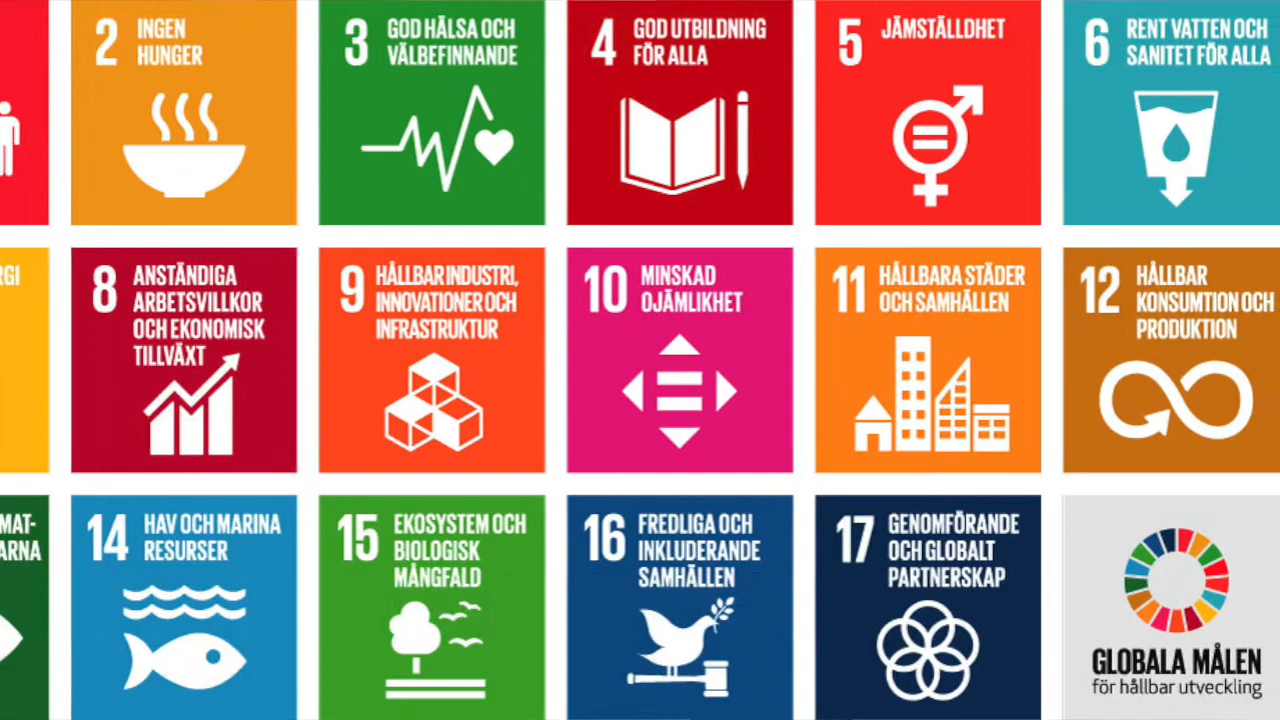 2 INGEN
HUNGER
3 GOD HÄLSA OCH
VÄLBEFINNANDE
4 GOD UTBILDNING
FÖR ALLA
5 JÄMSTÄLLDHET
6 RENT VATTEN OCH
SANITET FÖR ALLA
RGI
8 ANSTÄNDIGA
ARBETSVILLKOR
OCH EKONOMISK
TILLVÄXT
9 HÅLLBAR INDUSTRI,
INNOVATIONER OCH
INFRASTRUKTUR
10 MINSKAD
OJÄMLIKHET
11 HÅLLBARA STÄDER
OCH SAMHÄLLEN
12 HÅLLBAR
KONSUMTION OCH
PRODUKTION
MAT-
ARNA
14 HAV OCH MARINA
RESURSER
15 EKOSYSTEM OCH
BIOLOGISK
MÅNGFALD
16 FREDLIGA OCH
INKLUDERANDE
SAMHÄLLEN
17 GENOMFÖRANDE
OCH GLOBALT
PARTNERSKAP
GLOBALA MÅLEN
för hållbar utveckling